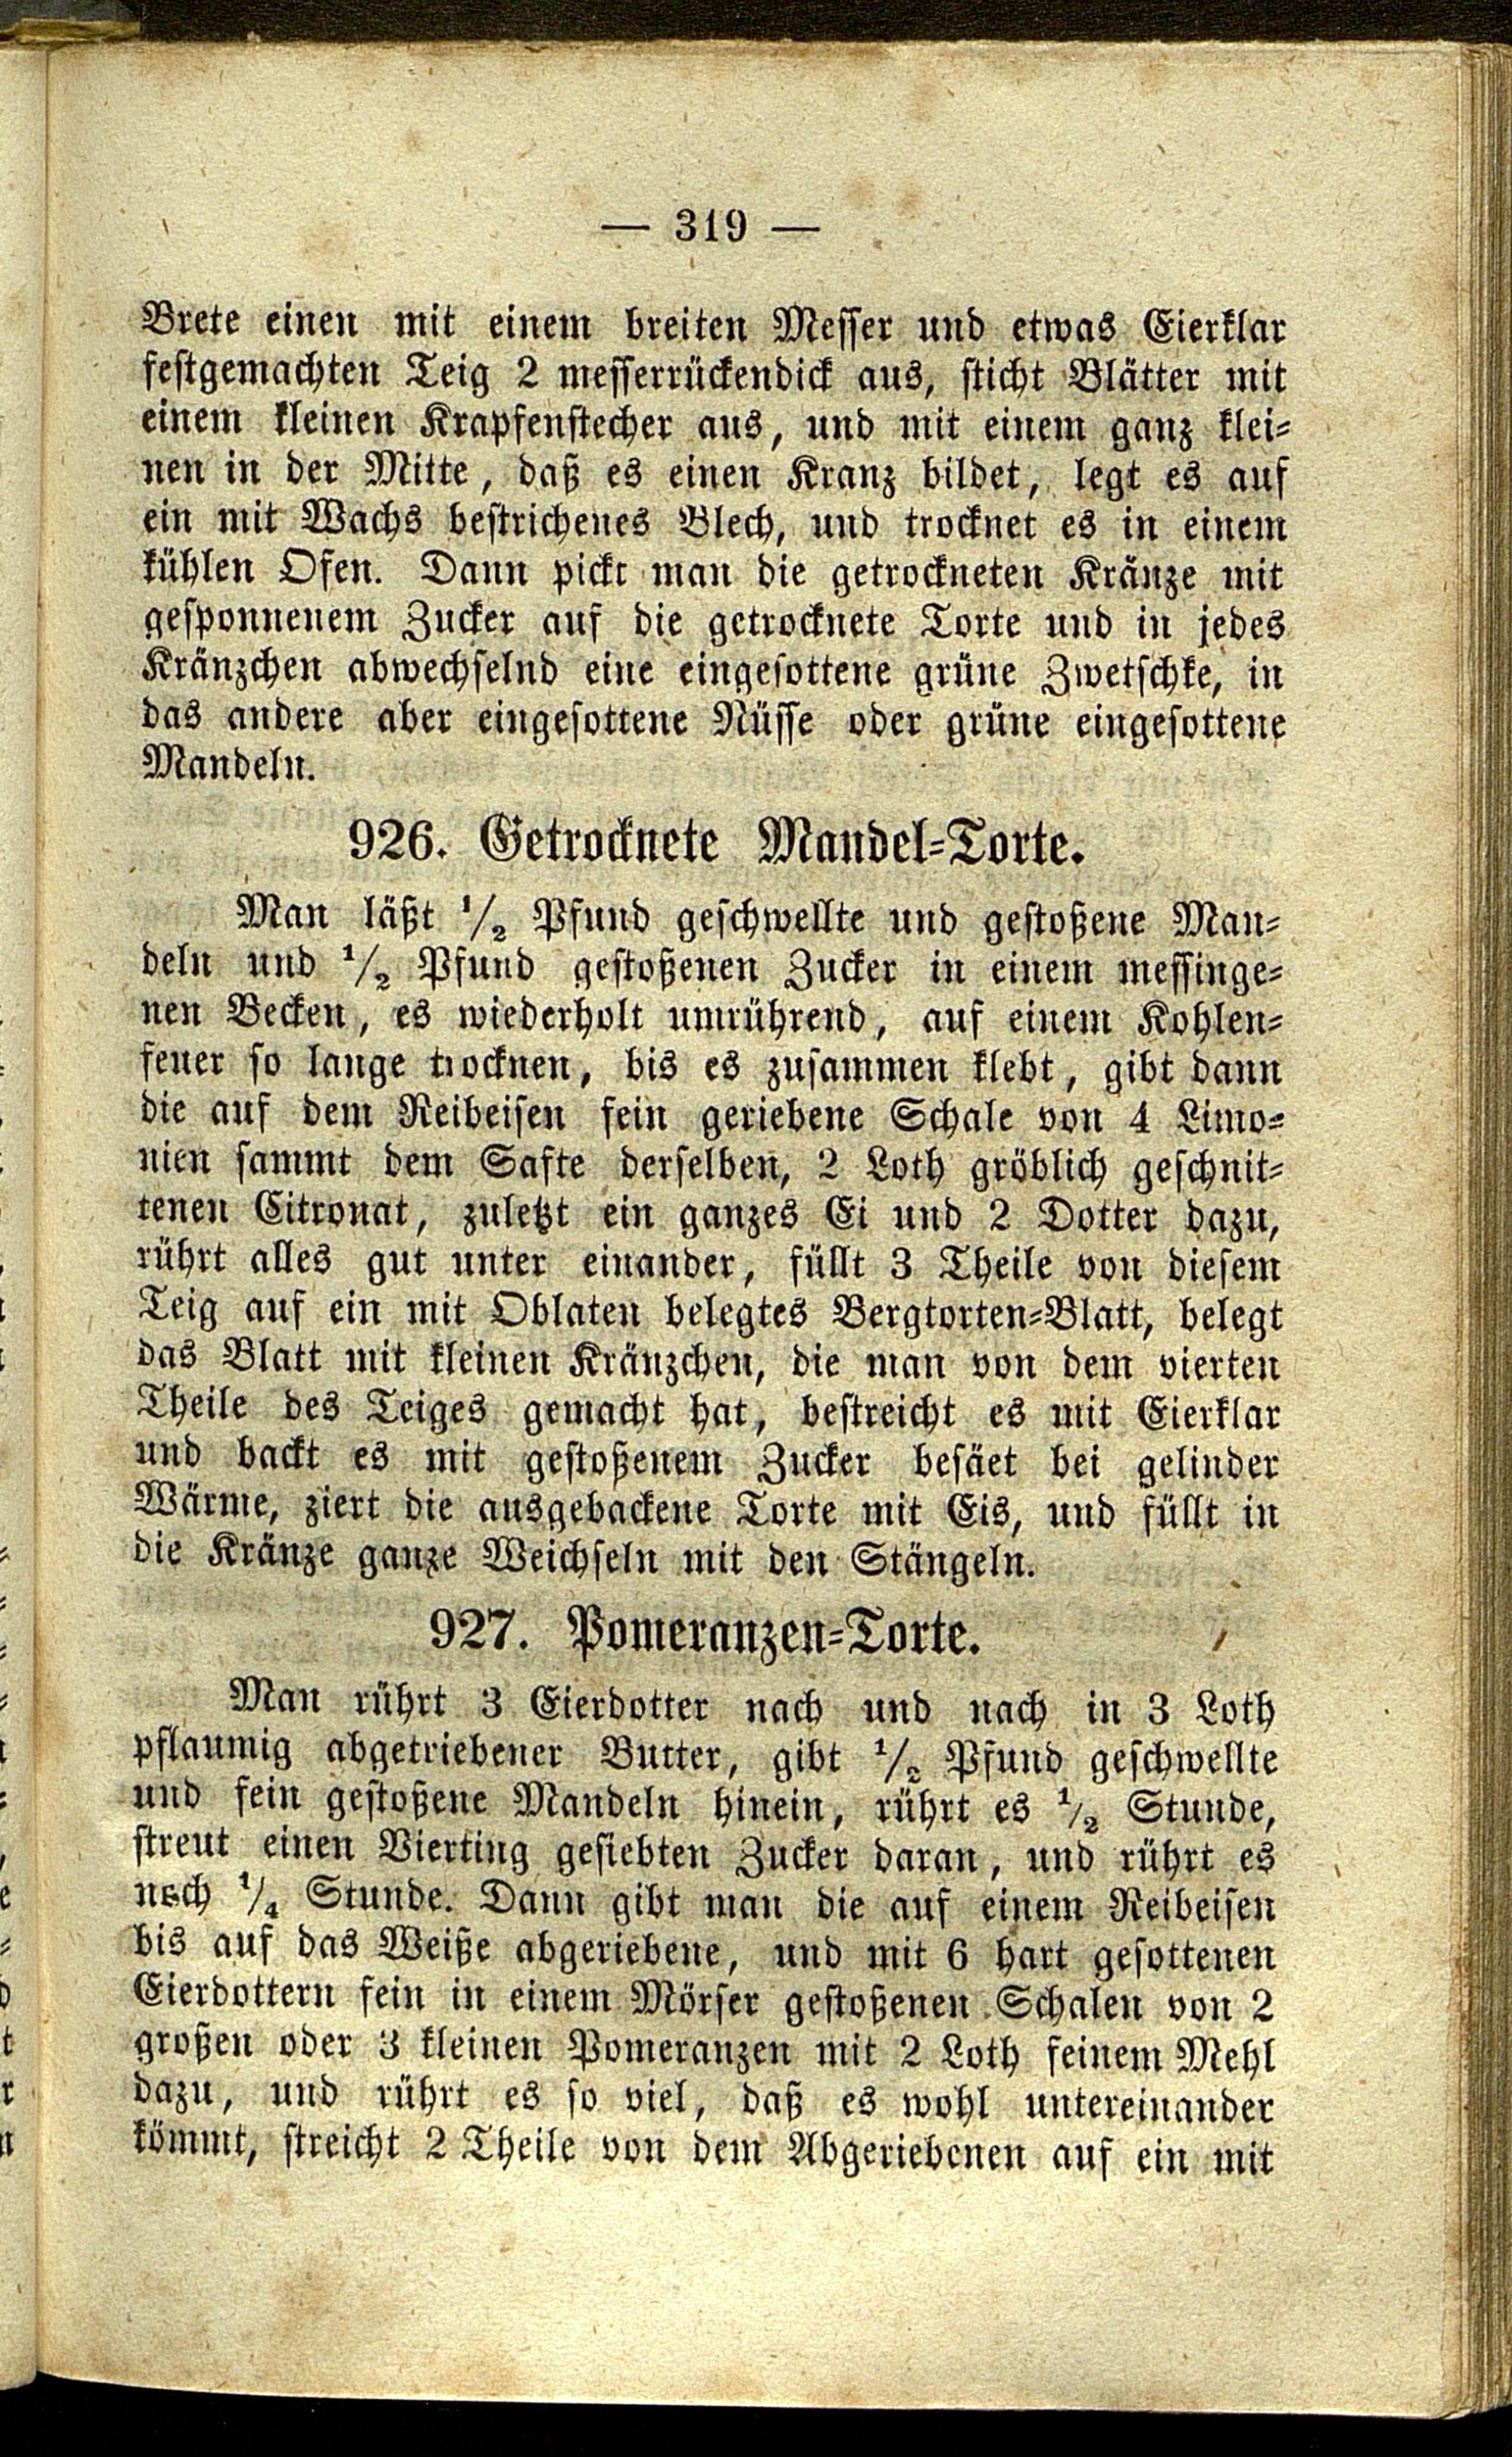 — 319 —
Brete einen mit einem breiten Messer und etwas Eierklar
festgemachten Teig 2 messerrückendick aus, sticht Blätter mit
einem kleinen Krapfenstecher aus, und mit einem ganz klei-
nen in der Mitte, daß es einen Kranz bildet, legt es auf
ein mit Wachs bestrichenes Blech, und trocknet es in einem
kühlen Ofen. Dann pickt man die getrockneten Kränze mit
gesponnenem Zucker auf die getrocknete Torte und in jedes
Kränzchen abwechselnd eine eingesottene grüne Zwetschke, in
das andere aber eingesottene Nüsse oder grüne eingesottene
Mandeln.
926. Getrocknete Mandel-Torte.
Man läßt 1/2 Pfund geschwellte und gestoßene Man-
deln und 1/2 Pfund gestoßenen Zucker in einem messinge-
nen Becken, es wiederholt umrührend, auf einem Kohlen-
feuer so lange trocknen, bis es zusammen klebt, gibt dann
die auf dem Reibeisen fein geriebene Schale von 4 Limo-
nien sammt dem Safte derselben, 2 Loth gröblich geschnit-
tenen Citronat, zuletzt ein ganzes Ei und 2 Dotter dazu,
rührt alles gut unter einander, füllt 3 Theile von diesem
Teig auf ein mit Oblaten belegtes Bergtorten-Blatt, belegt
das Blatt mit kleinen Kränzchen, die man von dem vierten
Theile des Teiges gemacht hat, bestreicht es mit Eierklar
und backt es mit gestoßenem Zucker besäet bei gelinder
Wärme, ziert die ausgebackene Torte mit Eis, und füllt in
die Kränze ganze Weichseln mit den Stängeln.
927. Pomeranzen-Torte.
Man rührt 3 Eierdotter nach und nach in 3 Loth
pflaumig abgetriebener Butter, gibt 1/2 Pfund geschwellte
und fein gestoßene Mandeln hinein, rührt es 1/2 Stunde,
streut einen Vierting gesiebten Zucker daran, und rührt es
noch 1/4 Stunde. Dann gibt man die auf einem Reibeisen
bis auf das Weiße abgeriebene, und mit 6 hart gesottenen
Eierdottern fein in einem Mörser gestoßenen Schalen von 2
großen oder 3 kleinen Pomeranzen mit 2 Loth feinem Mehl
dazu, und rührt es so viel, daß es wohl untereinander
kömmt, streicht 2 Theile von dem Abgeriebenen auf ein mit